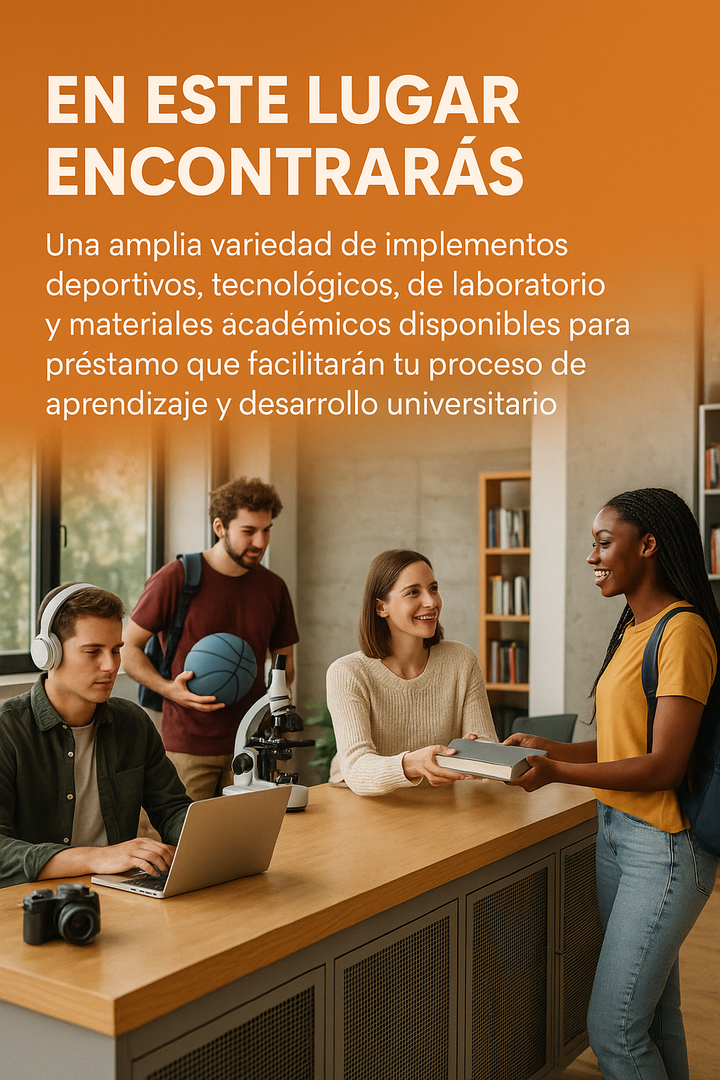 EN ESTE LUGAR
ENCONTRARÁS
Una amplia variedad de implementos
deportivos, tecnológicos, de laboratorio
y materiales académicos disponibles para
préstamo que facilitarán tu proceso de
aprendizaje y desarrollo universitario